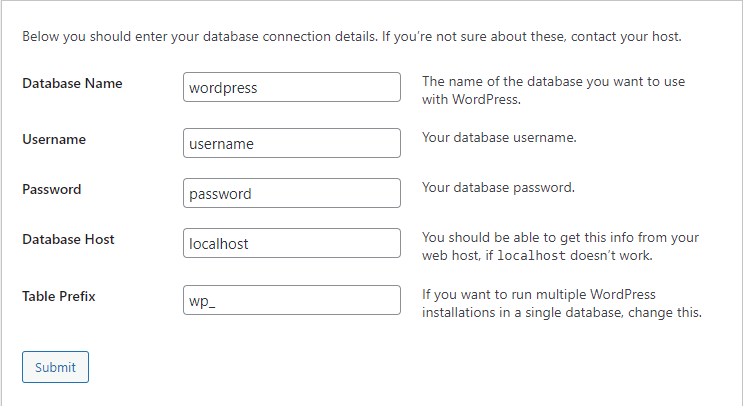 Below you should enter your database connection details. If you're not sure about these, contact your host.
Database Name
wordpress
The name of the database you want to use
with WordPress.
Username
username
Your database username.
Password
password
Your database password.
Database Host
localhost
You should be able to get this info from your
web host, if localhost doesn't work.
Table Prefix
wp_
If you want to run multiple WordPress
installations in a single database, change this.
Submit